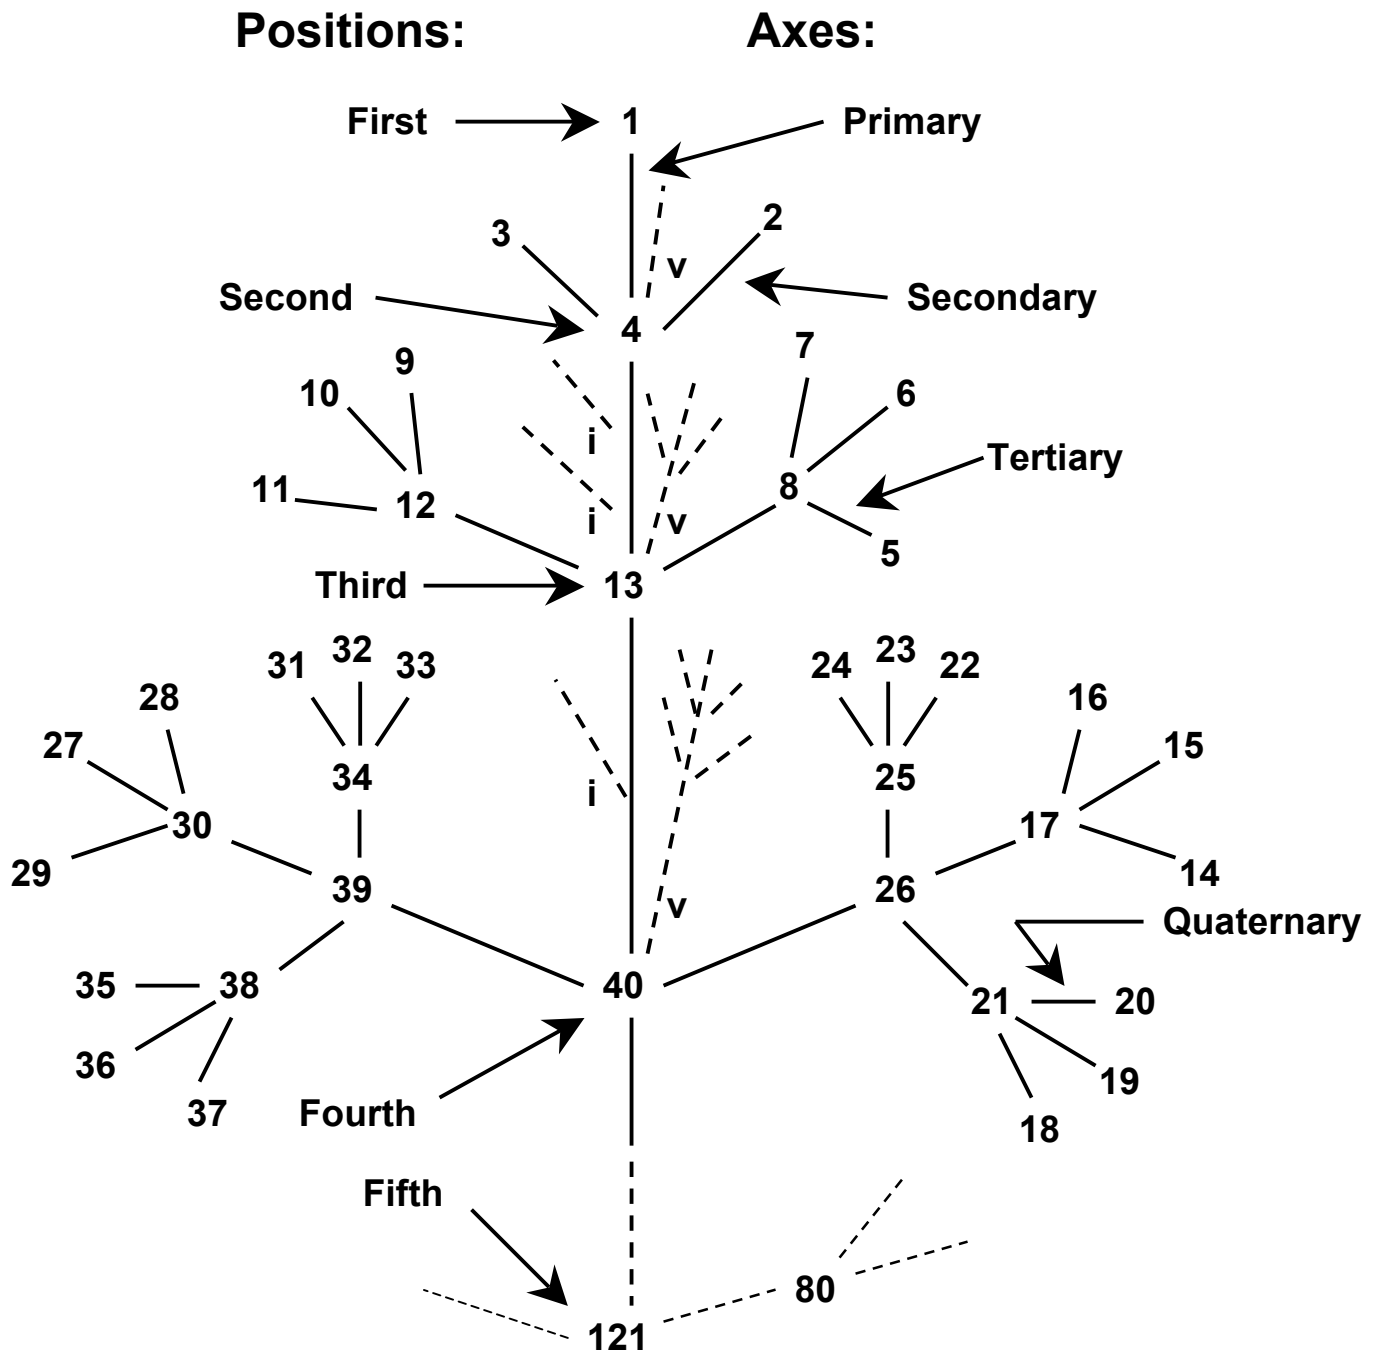 Positions: Axes:
First 1 Primary
3 2
v
Second 4 Secondary
9 7
10 6
i
11 12 8 Tertiary
i v
5
Third 13
31 32 33 24 23 22
28 16
27 15
34 25
i
30 17
29 39 26 14
v
Quaternary
35 38 40 21 20
36 19
37 Fourth 18
Fifth
80
121